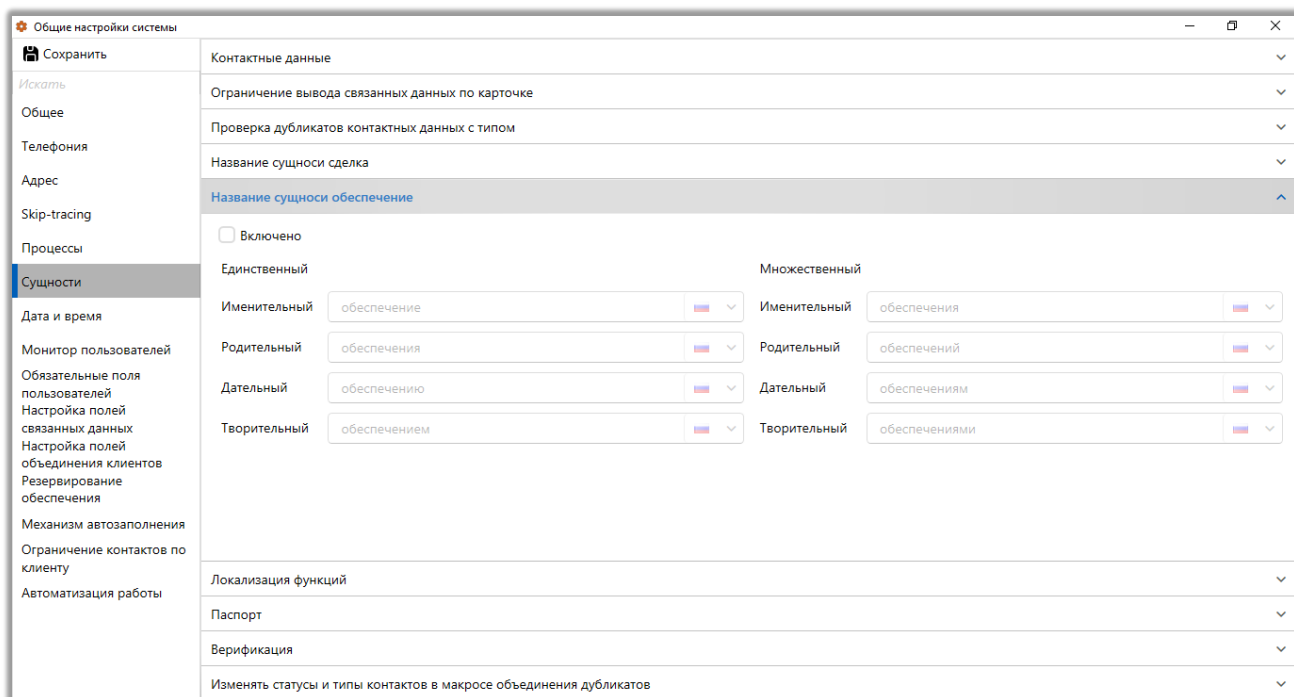 Общие настройки системы
Сохранить
Искать
Общее
Телефония
Адрес
Skip-tracing
Процессы
Сущности
Дата и время
Монитор пользователей
Обязательные поля
пользователей
Настройка полей
связанных данных
Настройка полей
объединения клиентов
Резервирование
обеспечения
Механизм автозаполнения
Ограничение контактов по
клиенту
Автоматизация работы
Контактные данные
Ограничение вывода связанных данных по карточке
Проверка дубликатов контактных данных с типом
Название сущноси сделка
Название сущноси обеспечение
Включено
Единственный
Множественный
Именительный обеспечение
Именительный обеспечения
Родительный обеспечения
Родительный обеспечений
Дательный обеспечению
Дательный обеспечениям
Творительный обеспечением
Творительный обеспечениями
Локализация функций
Паспорт
Верификация
Изменять статусы и типы контактов в макросе объединения дубликатов